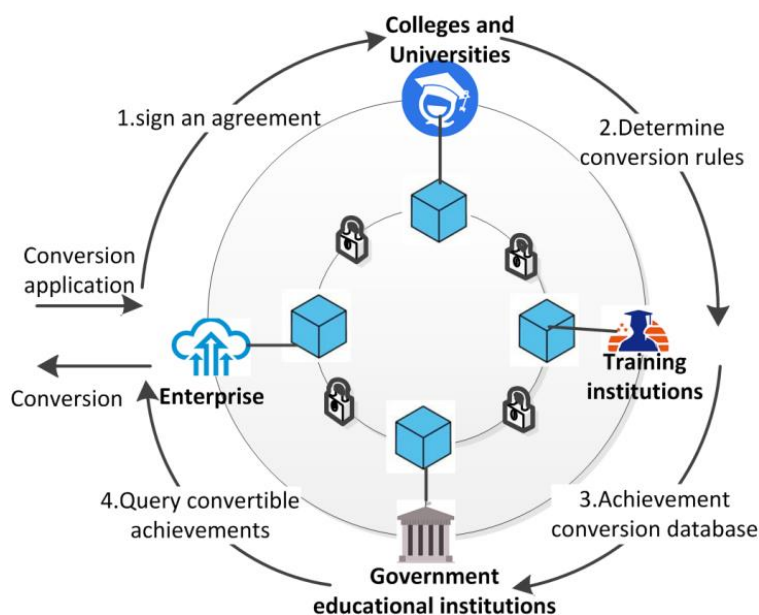 Colleges and
Universities
1.sign an agreement
2.Determine
conversion rules
Conversion
application
Training
institutions
Enterprise
Conversion
4.Query convertible
achievements
3.Achievement
conversion database
Government
educational institutions